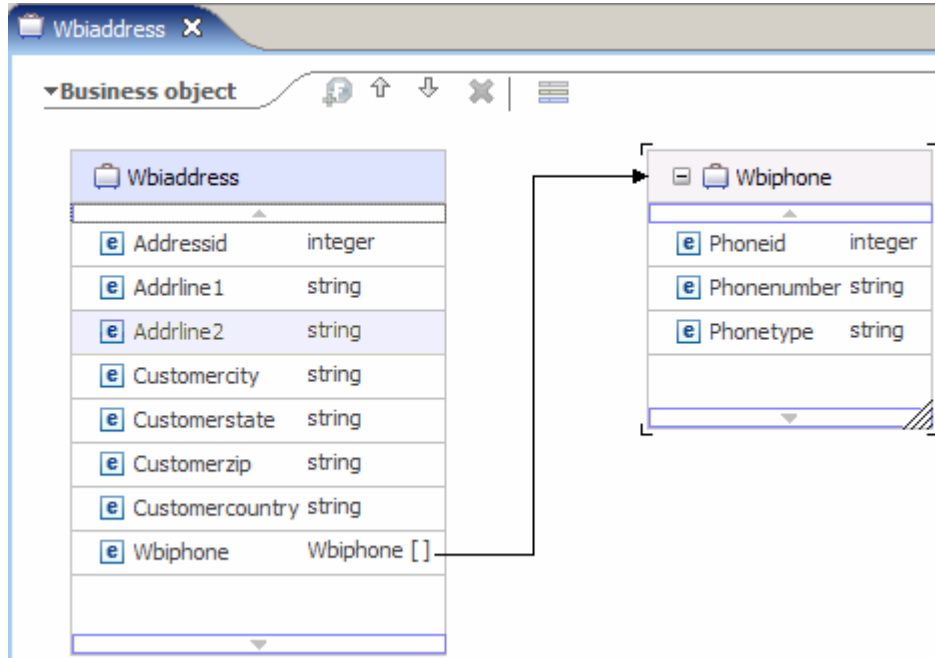 Wbiaddress
Business object
Wbiaddress
Addressid integer
Addrline1 string
Addrline2 string
Customercity string
Customerstate string
Customerzip string
Customercountry string
Wbiphone Wbiphone []
Wbiphone
Phoneid integer
Phonenumber string
Phonetype string